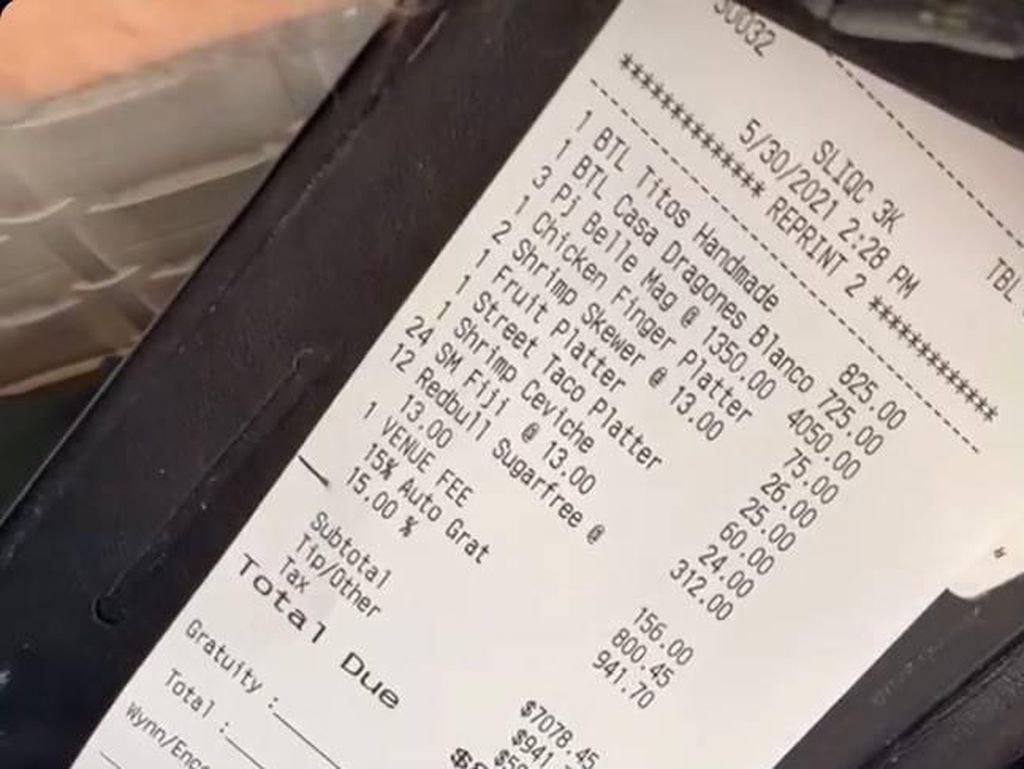 30032
TBL
SLIQC 3K
5/30/2021 2:28 PM
************ REPRINT 2 ************
1 BTL Titos Handmade 825.00
1 BTL Casa Dragones Blanco 725.00
3 Pj Belle Mag @ 1350.00 4050.00
1 Chicken Finger Platter 75.00
2 Shrimp Skewer @ 13.00 26.00
1 Fruit Platter 25.00
1 Street Taco Platter 60.00
1 Shrimp Ceviche 24.00
24 SM Fiji @ 13.00 312.00
12 Redbull Sugarfree @
13.00 156.00
1 VENUE FEE 800.45
15% Auto Grat 941.70
15.00 %
Subtotal $7078.45
Tip/Other $941.7
Tax
Total Due
Gratuity :
Total :
Wynn/Enco